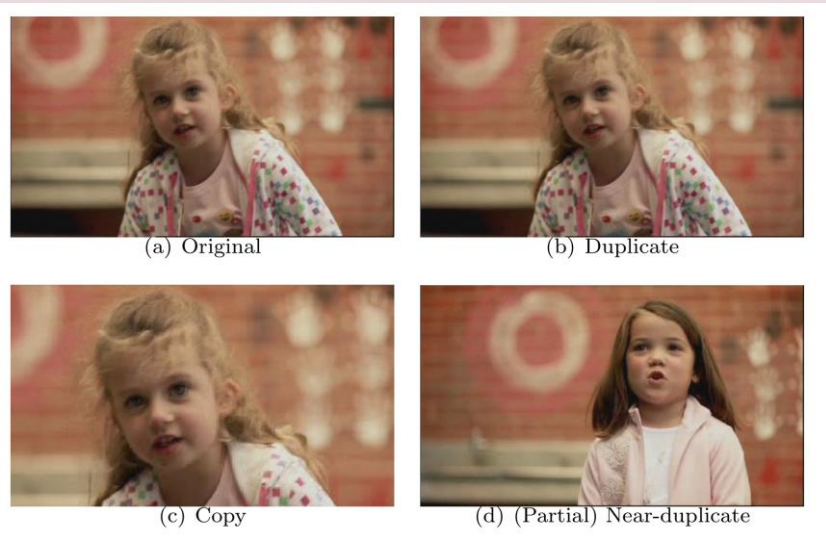 (a) Original
(b) Duplicate
(c) Copy
(d) (Partial) Near-duplicate